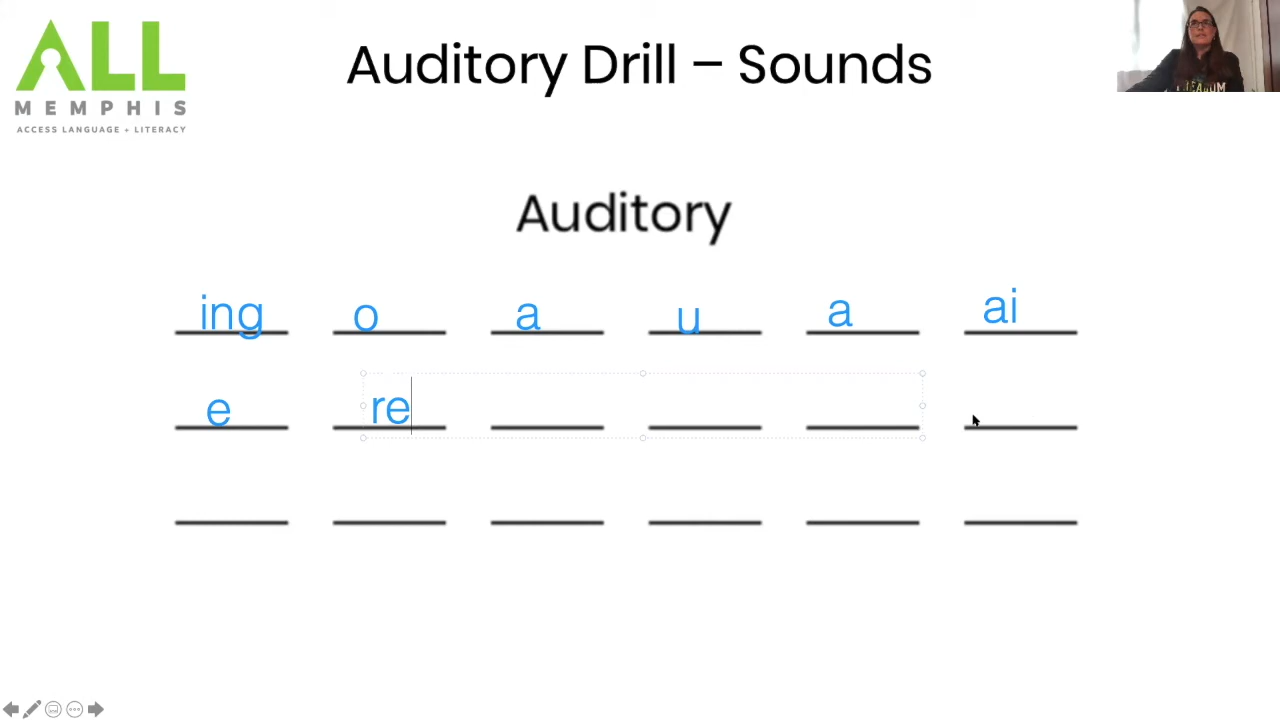 ALL
MEMPHIS
ACCESS LANGUAGE + LITERACY
Auditory Drill – Sounds
Auditory
ing o a u a ai
e re